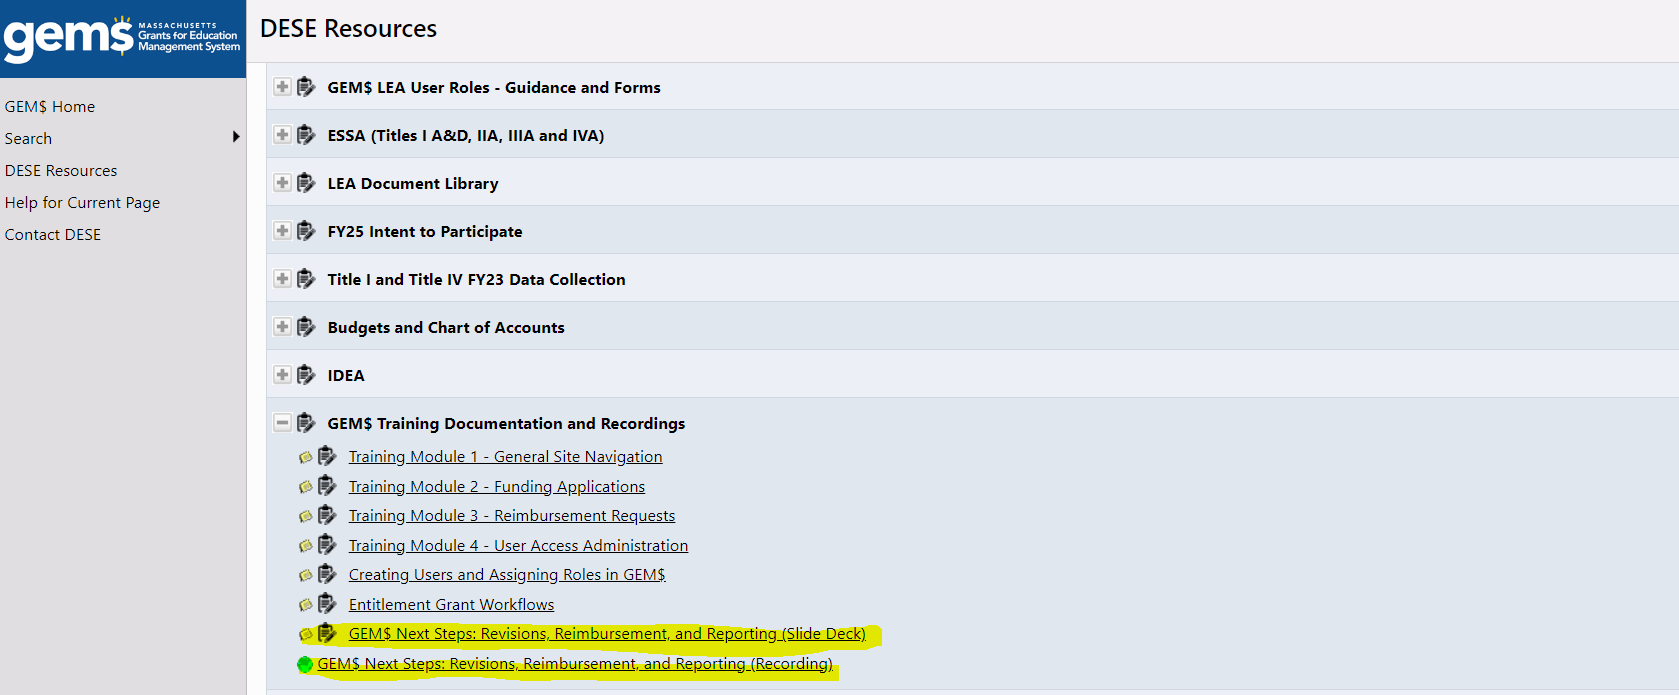 gem$ MASSACHUSETTS
Grants for Education
Management System
DESE Resources
GEM$ Home
Search
DESE Resources
Help for Current Page
Contact DESE
GEM$ LEA User Roles - Guidance and Forms
ESSA (Titles I A&D, IIA, IIIA and IVA)
LEA Document Library
FY25 Intent to Participate
Title I and Title IV FY23 Data Collection
Budgets and Chart of Accounts
IDEA
GEM$ Training Documentation and Recordings
Training Module 1 - General Site Navigation
Training Module 2 - Funding Applications
Training Module 3 - Reimbursement Requests
Training Module 4 - User Access Administration
Creating Users and Assigning Roles in GEM$
Entitlement Grant Workflows
GEM$ Next Steps: Revisions, Reimbursement, and Reporting (Slide Deck)
GEM$ Next Steps: Revisions, Reimbursement, and Reporting (Recording)